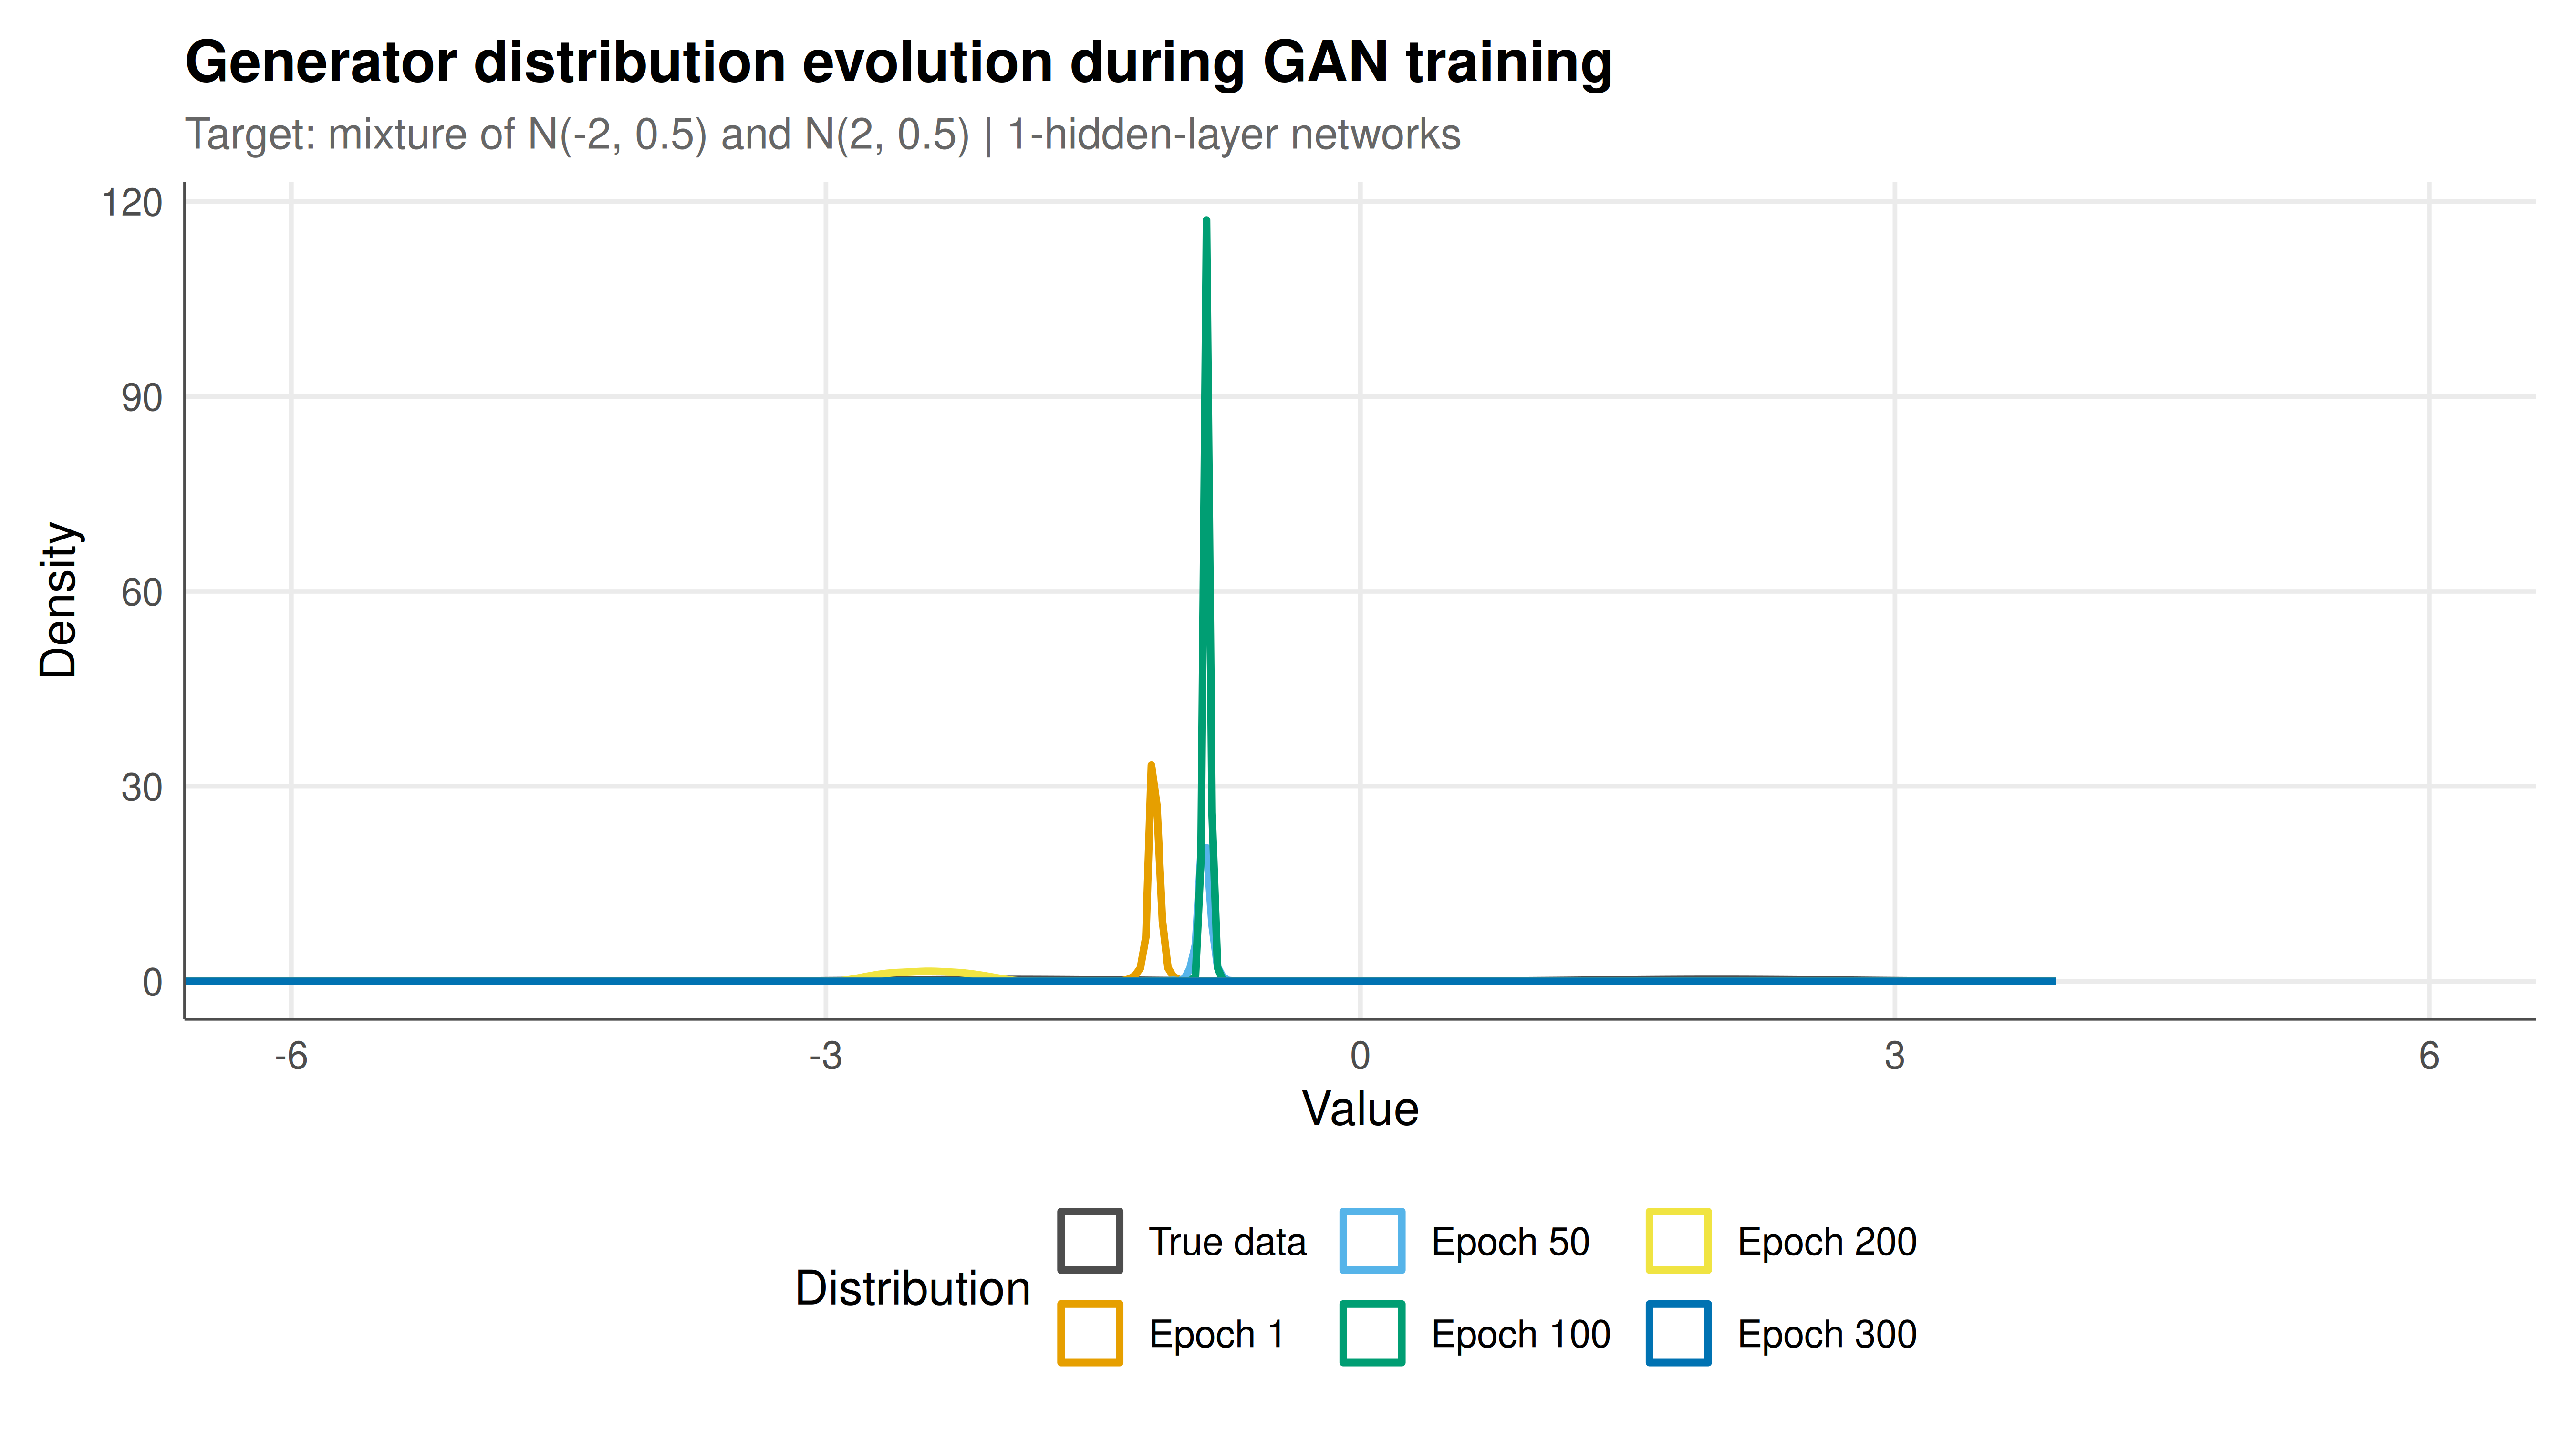 Generator distribution evolution during GAN training
Target: mixture of N(-2, 0.5) and N(2, 0.5) | 1-hidden-layer networks
Density
120
90
60
30
0
-6 -3 0 3 6
Value
Distribution
True data Epoch 50 Epoch 200
Epoch 1 Epoch 100 Epoch 300